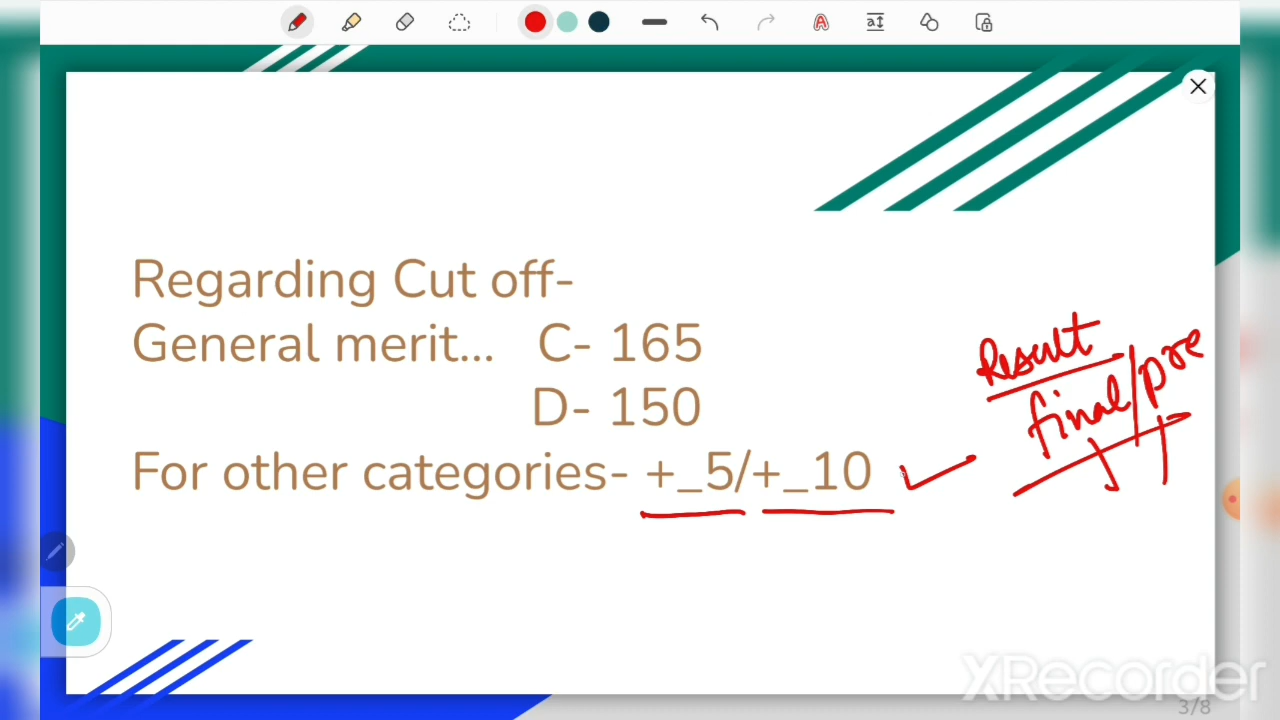 Regarding Cut off-
General merit... C- 165
D- 150
For other categories- +_5/+_10
Result
final/pre
XRecorder
3/8